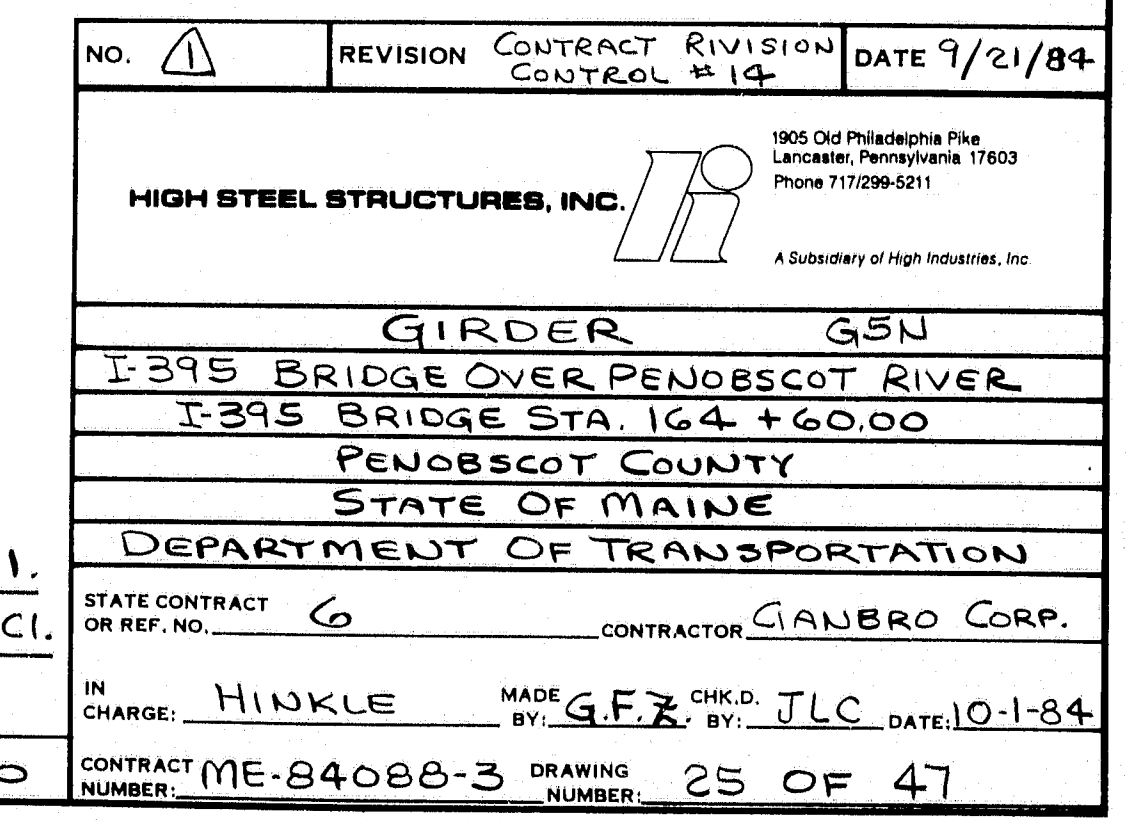 NO. 1 REVISION CONTRACT RIVISION CONTROL # 14 DATE 9/21/84
HIGH STEEL STRUCTURES, INC.
1905 Old Philadelphia Pike
Lancaster, Pennsylvania 17603
Phone 717/299-5211
A Subsidiary of High Industries, Inc.
GIRDER G5N
I-395 BRIDGE OVER PENOBSCOT RIVER
I-395 BRIDGE STA. 164 + 60.00
PENOBSCOT COUNTY
STATE OF MAINE
DEPARTMENT OF TRANSPORTATION
1.
CI.
STATE CONTRACT OR REF. NO. 6 CONTRACTOR CIANBRO CORP.
IN CHARGE: HINKLE MADE BY: G.F.Z. CHK.D. BY: JLC DATE: 10-1-84
CONTRACT NUMBER: ME-84088-3 DRAWING NUMBER: 25 OF 47